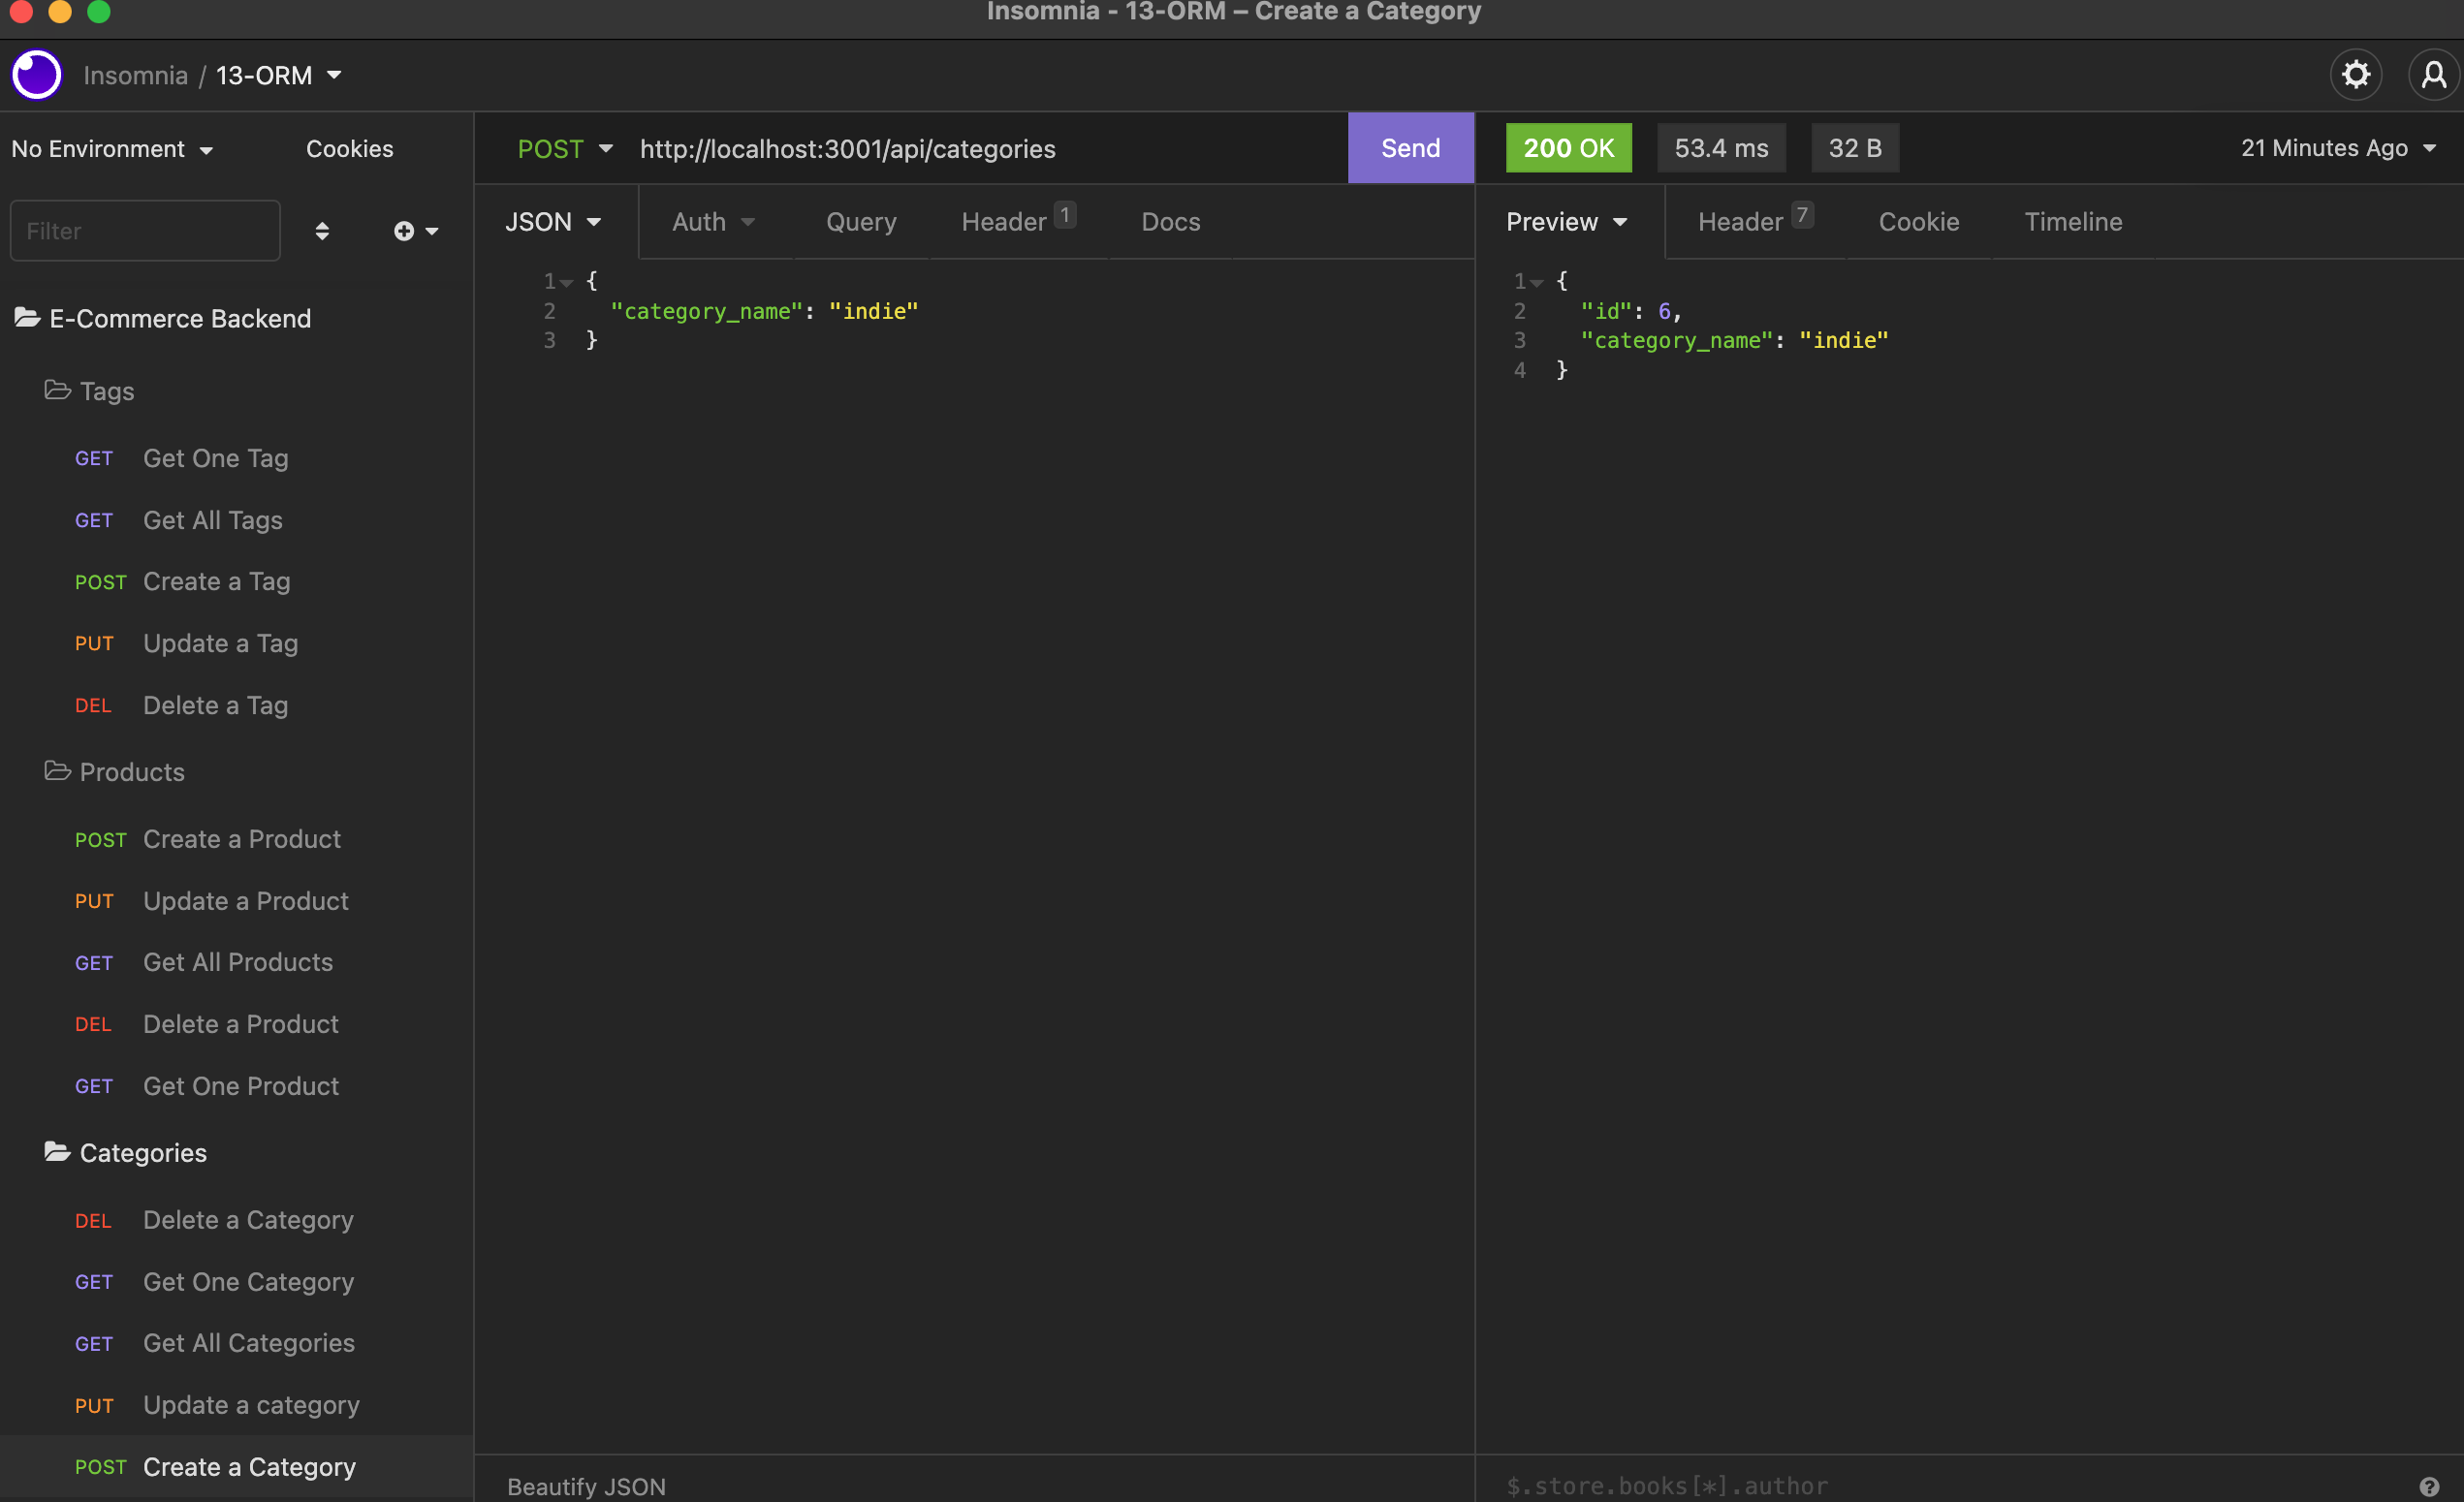 Insomnia - 13-ORM – Create a Category
Insomnia / 13-ORM
No Environment
Cookies
Filter
E-Commerce Backend
Tags
GET Get One Tag
GET Get All Tags
POST Create a Tag
PUT Update a Tag
DEL Delete a Tag
Products
POST Create a Product
PUT Update a Product
GET Get All Products
DEL Delete a Product
GET Get One Product
Categories
DEL Delete a Category
GET Get One Category
GET Get All Categories
PUT Update a category
POST Create a Category
POST http://localhost:3001/api/categories Send
JSON Auth Query Header 1 Docs
1 {
2 "category_name": "indie"
3 }
Beautify JSON
200 OK 53.4 ms 32 B 21 Minutes Ago
Preview Header 7 Cookie Timeline
1 {
2 "id": 6,
3 "category_name": "indie"
4 }
$.store.books[*].author
?